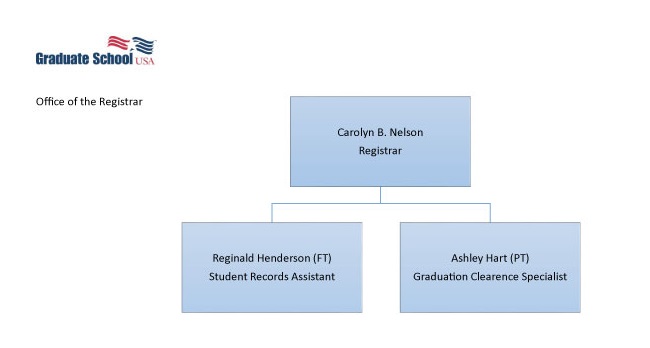 Graduate School USA
Office of the Registrar
Carolyn B. Nelson
Registrar
Reginald Henderson (FT)
Student Records Assistant
Ashley Hart (PT)
Graduation Clearence Specialist